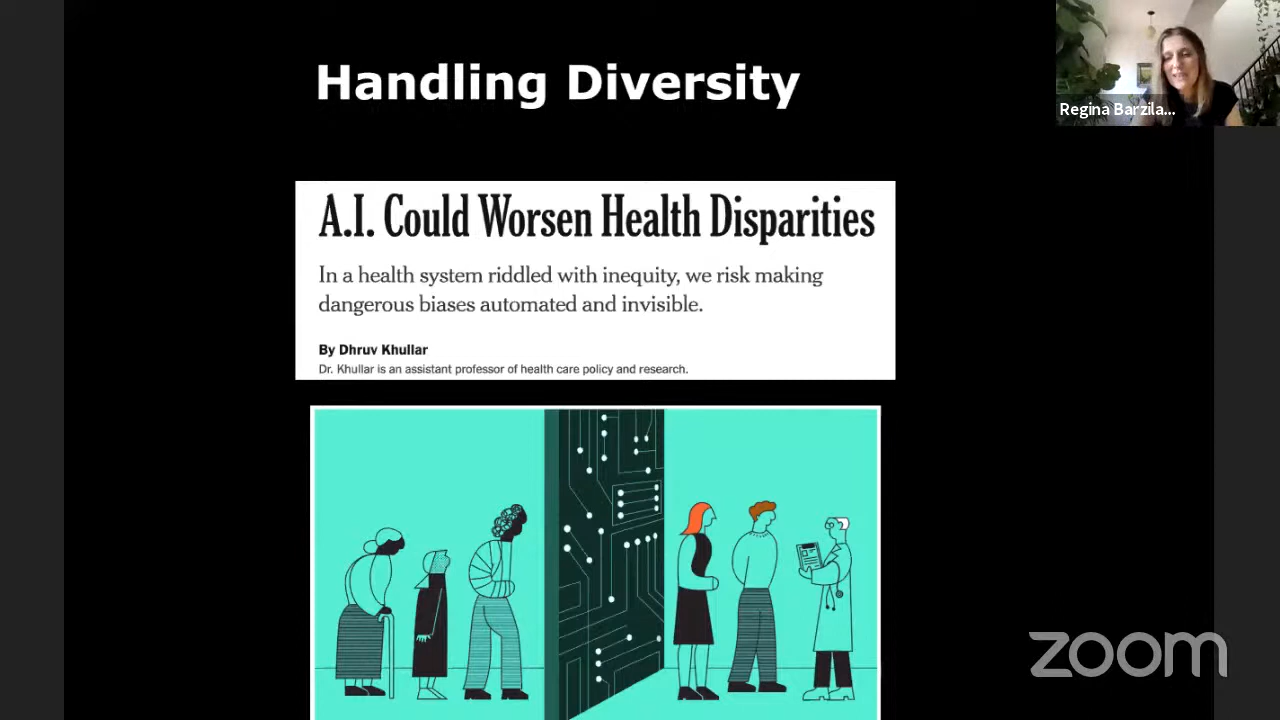 Handling Diversity
Regina Barzila...
A.I. Could Worsen Health Disparities
In a health system riddled with inequity, we risk making
dangerous biases automated and invisible.
By Dhruv Khullar
Dr. Khullar is an assistant professor of health care policy and research.
zoom